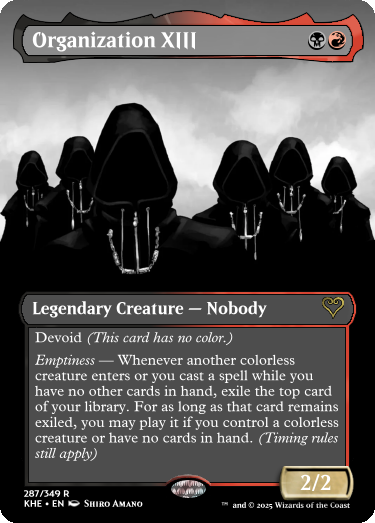 Organization XIII
Legendary Creature — Nobody
Devoid (This card has no color.)
Emptiness — Whenever another colorless
creature enters or you cast a spell while you
have no other cards in hand, exile the top card
of your library. For as long as that card remains
exiled, you may play it if you control a colorless
creature or have no cards in hand. (Timing rules
still apply)
2/2
287/349 R
KHE • EN Shiro Amano
™ and © 2025 Wizards of the Coast